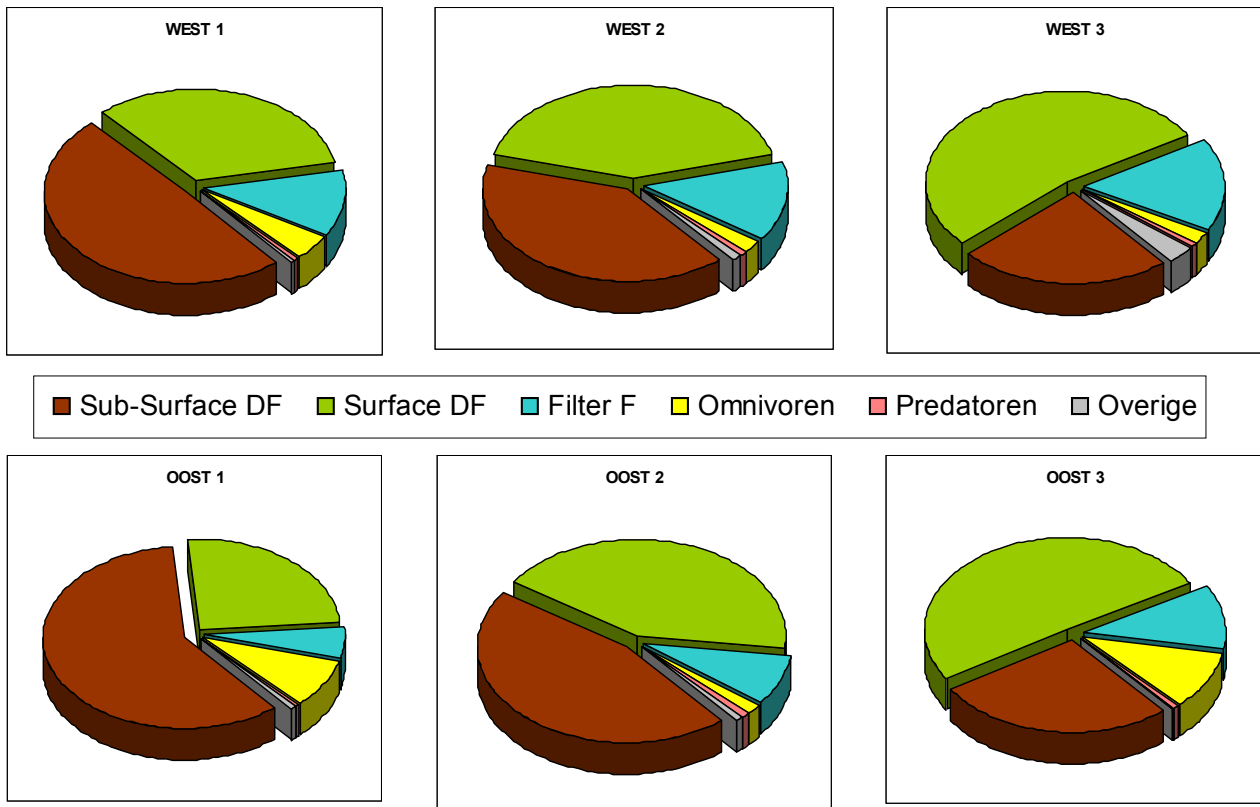 WEST 1
WEST 2
WEST 3
Sub-Surface DF Surface DF Filter F Omnivoren Predatoren Overige
OOST 1
OOST 2
OOST 3